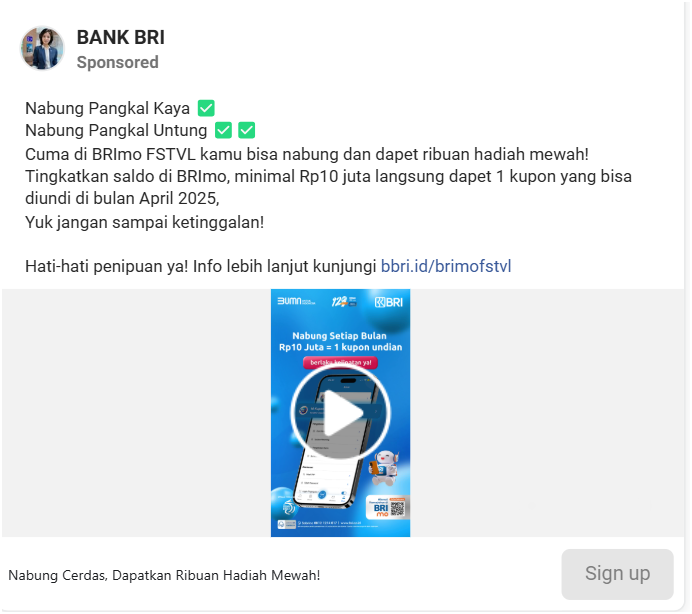 BANK BRI
Sponsored
Nabung Pangkal Kaya ✅
Nabung Pangkal Untung ✅ ✅
Cuma di BRImo FSTVL kamu bisa nabung dan dapet ribuan hadiah mewah!
Tingkatkan saldo di BRImo, minimal Rp10 juta langsung dapet 1 kupon yang bisa
diundi di bulan April 2025,
Yuk jangan sampai ketinggalan!
Hati-hati penipuan ya! Info lebih lanjut kunjungi bbri.id/brimofstvl
BUMN
BRI
Nabung Setiap Bulan
Rp10 Juta = 1 kupon undian
berlaku kelipatan ya!
BRI
mo
Nabung Cerdas, Dapatkan Ribuan Hadiah Mewah!
Sign up